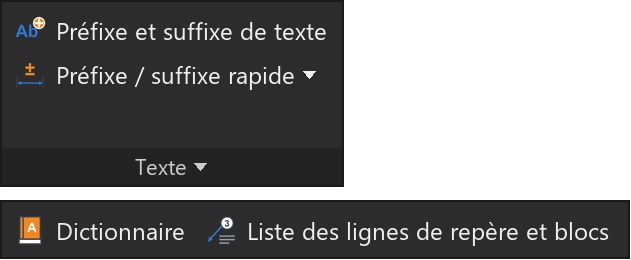 Préfixe et suffixe de texte
Préfixe / suffixe rapide
Texte
Dictionnaire
Liste des lignes de repère et blocs